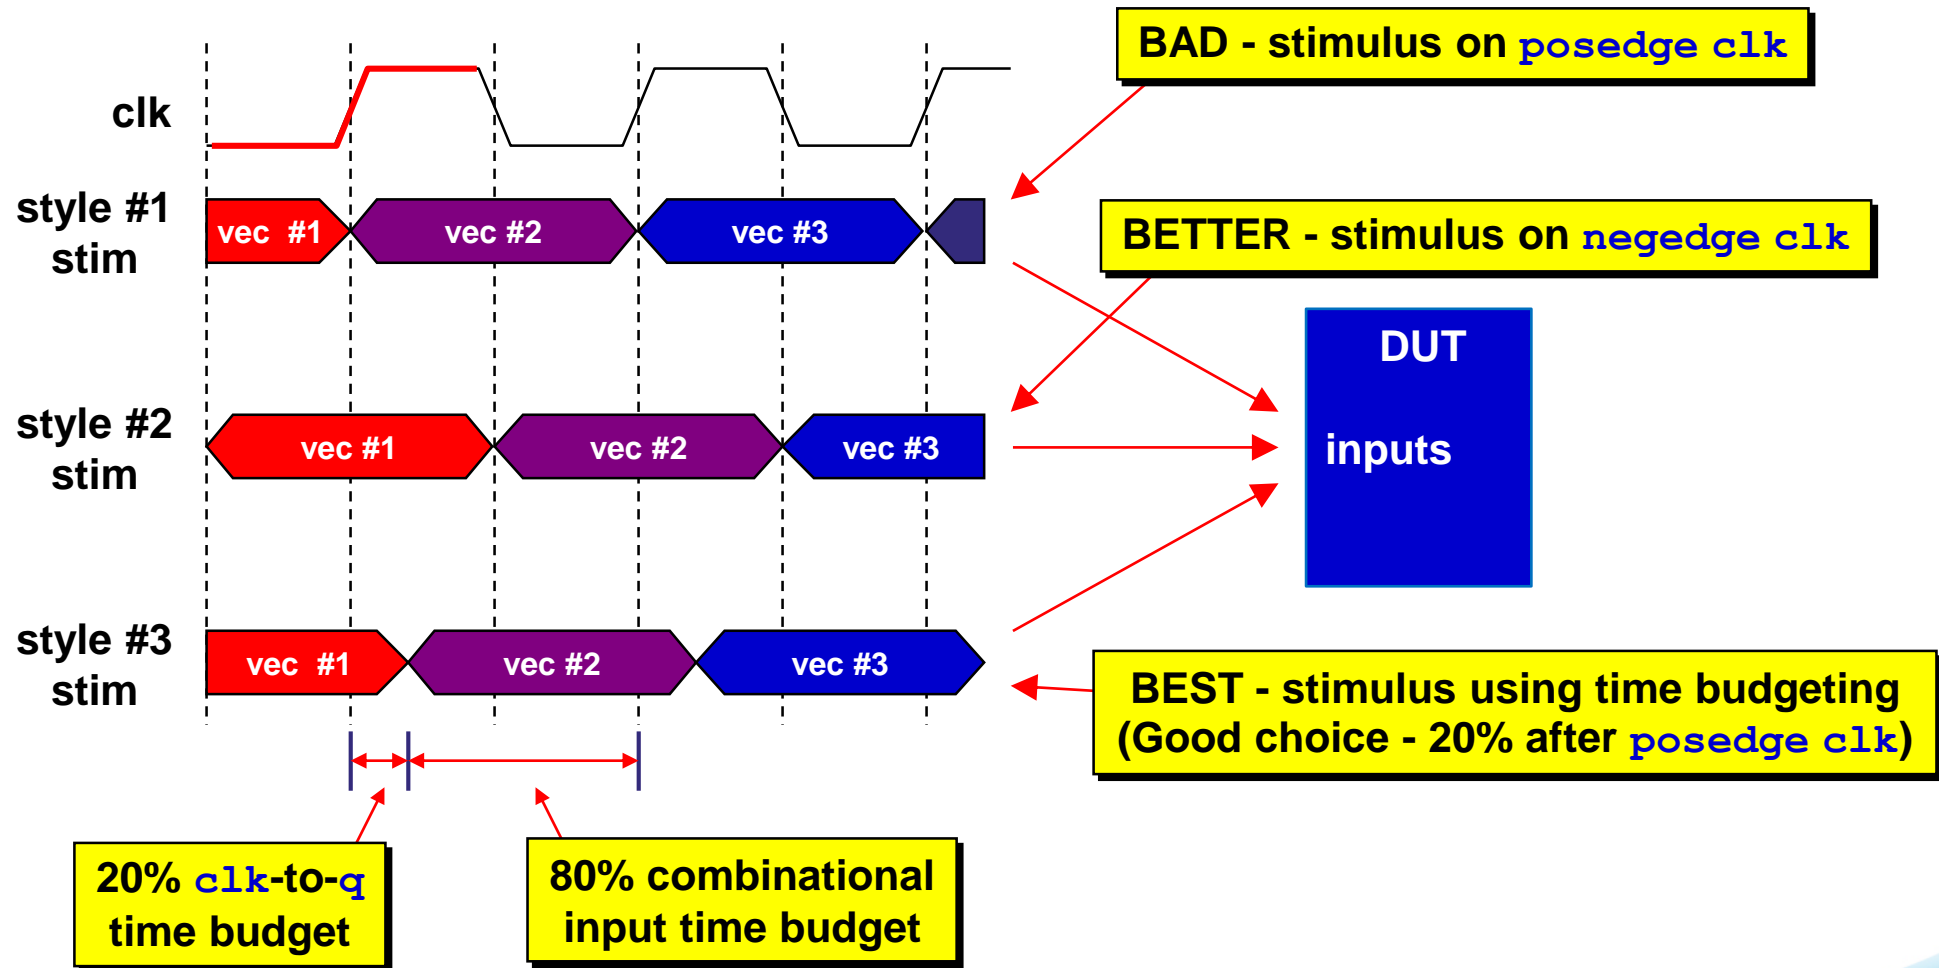 BAD - stimulus on posedge clk
clk
style #1
stim
vec #1
vec #2
vec #3
BETTER - stimulus on negedge clk
DUT
inputs
style #2
stim
vec #1
vec #2
vec #3
style #3
stim
vec #1
vec #2
vec #3
BEST - stimulus using time budgeting
(Good choice - 20% after posedge clk)
20% clk-to-q
time budget
80% combinational
input time budget